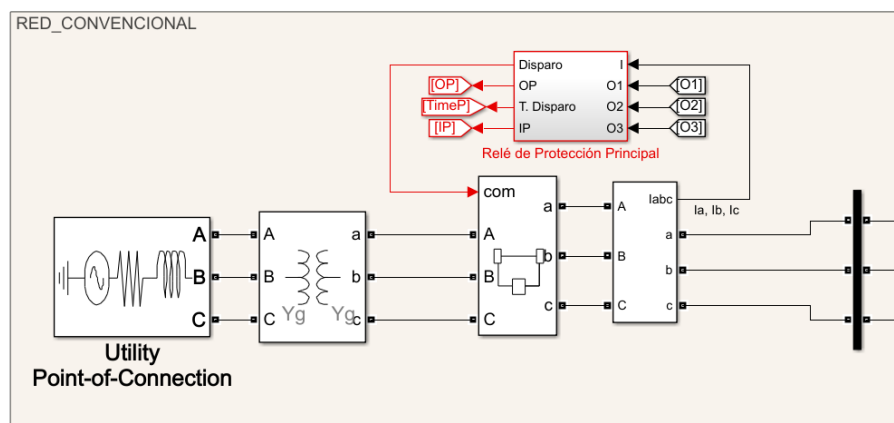 RED_CONVENCIONAL
Disparo I
[OP] OP O1 [O1]
[TimeP] T. Disparo O2 [O2]
[IP] IP O3 [O3]
Relé de Protección Principal
com
a A Iabc
Ia, Ib, Ic
A A a A a
B B b B b B b
C C c C c C c
Yg Yg
Utility
Point-of-Connection